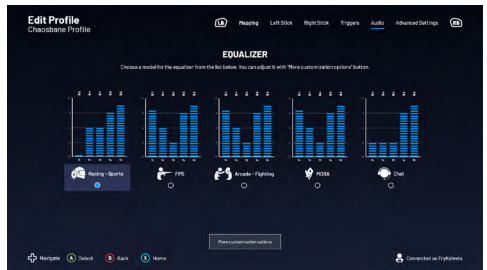 Edit Profile
Chaosbane Profile
LB Mapping Left Stick Right Stick Triggers Audio Advanced Settings RB
EQUALIZER
Choose a model for the equalizer from the list below. You can adjust it with "More customization options" button.
Racing - Sports FPS Arcade - Fighting MOBA Chat
More customization options
Navigate A Select B Back X Home Connected as FryKelevra